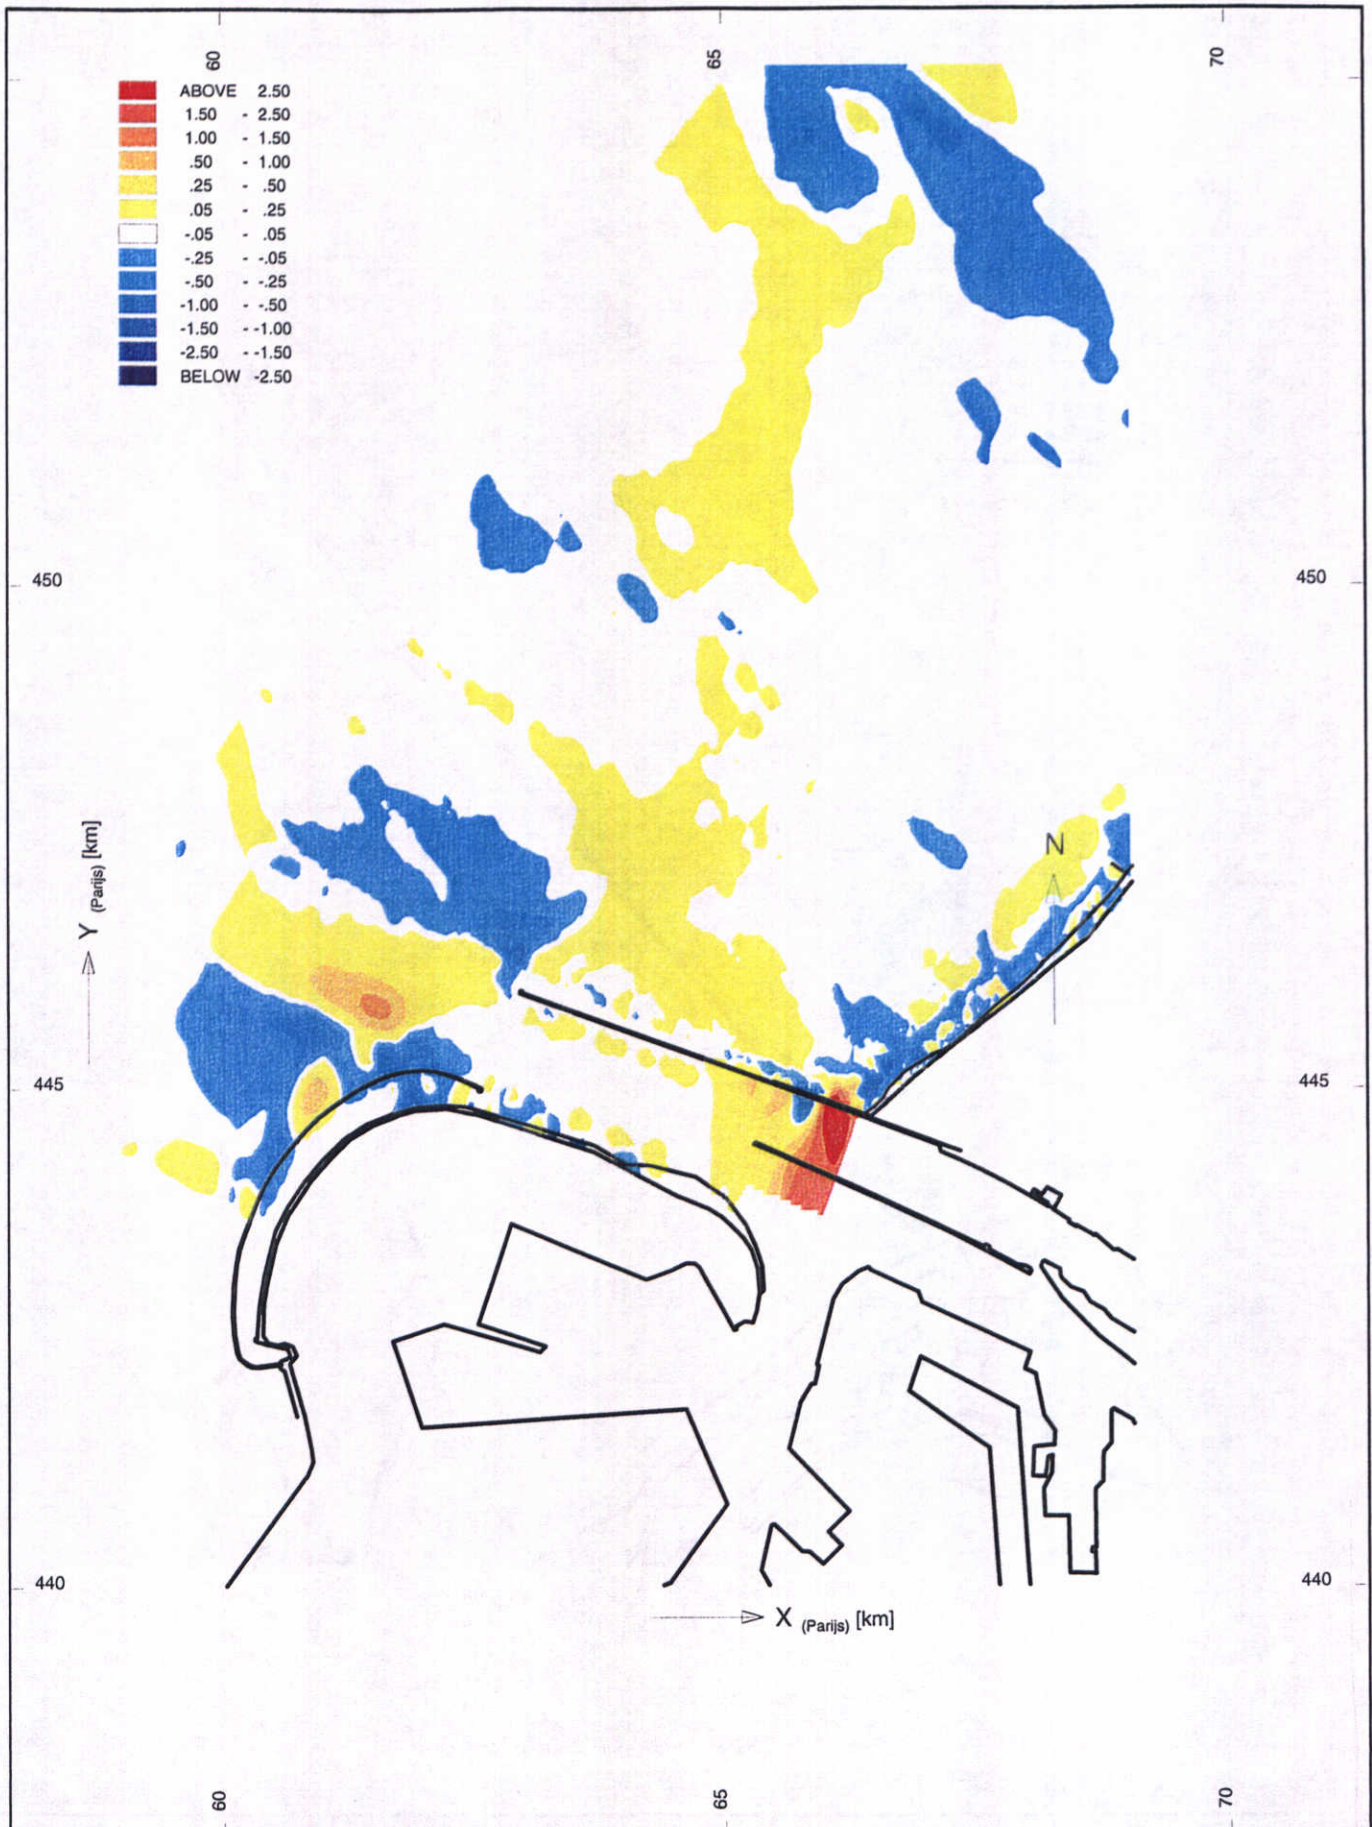 60 65 70
ABOVE 2.50
1.50 - 2.50
1.00 - 1.50
.50 - 1.00
.25 - .50
.05 - .25
-.05 - .05
-.25 - -.05
-.50 - -.25
-1.00 - -.50
-1.50 - -1.00
-2.50 - -1.50
BELOW -2.50
450 450
N
Y (Parijs) [km]
445 445
440 440
X (Parijs) [km]
60 65 70